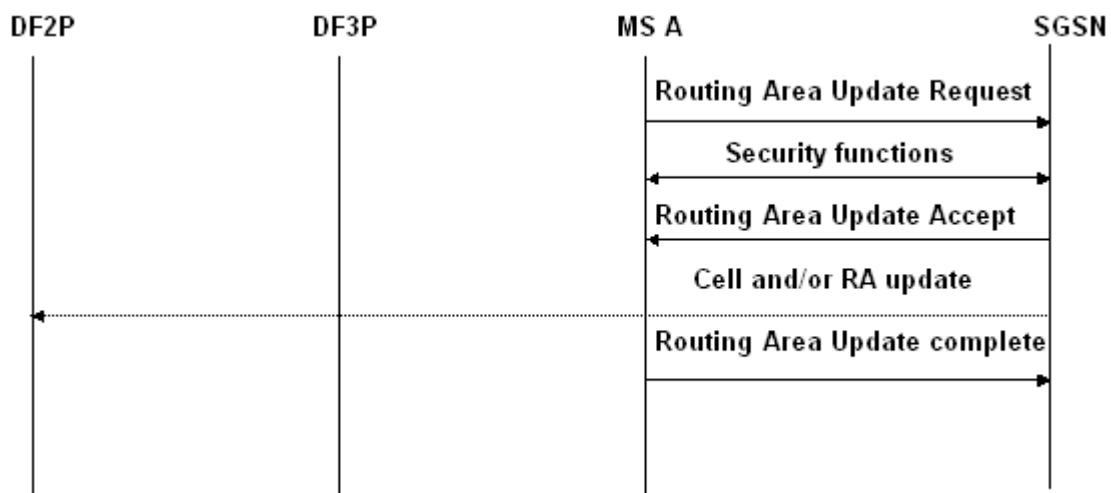 DF2P DF3P MS A SGSN
Routing Area Update Request
Security functions
Routing Area Update Accept
Cell and/or RA update
Routing Area Update complete